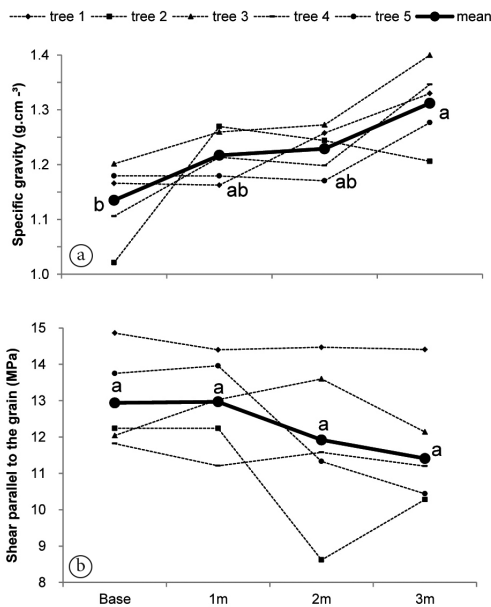 tree 1 tree 2 tree 3 tree 4 tree 5 mean
Specific gravity (g.cm -³)
1.4
1.3
1.2
1.1
1.0
b
ab
ab
a
a
Shear parallel to the grain (MPa)
15
14
13
12
11
10
9
8
a
a
a
a
b
Base 1m 2m 3m